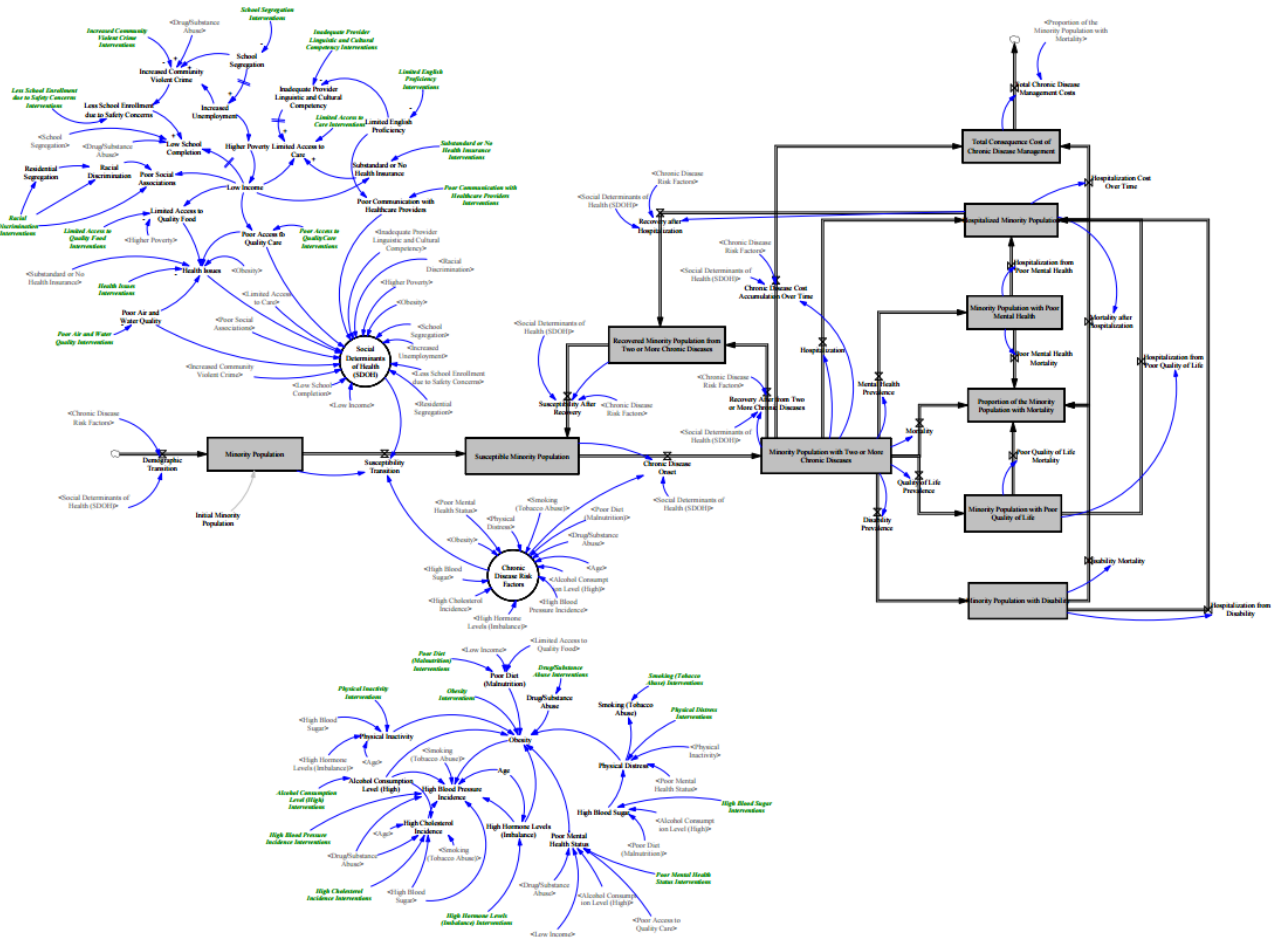 School Segregation
Interventions
<Drug/Substance
Abuse>
Increased Community
Violent Crime
Interventions
Inadequate Provider
Linguistic and Cultural
Competency Interventions
School
Segregation
Increased Community
Violent Crime
Limited English
Proficiency
Interventions
Less School Enrollment
due to Safety Concerns
Interventions
Inadequate Provider
Linguistic and Cultural
Competency
Less School Enrollment
due to Safety Concerns
Increased
Unemployment
Limited Access to
Care Interventions
Limited English
Proficiency
<School
Segregation>
<Drug/Substance
Abuse>
Low School
Completion
Higher Poverty
Limited Access to
Care
Substandard or No
Health Insurance
Interventions
Residential
Segregation
Racial
Discrimination
Poor Social
Associations
Low Income
Substandard or No
Health Insurance
Poor Communication with
Healthcare Providers
Poor Communication with
Healthcare Providers
Interventions
Racial
Interventions
Limited Access to
Quality Food
Limited Access to
Quality Food
Interventions
<Higher Poverty>
Poor Access to
Quality Care
Poor Access to
QualityCare
Interventions
<Inadequate Provider
Linguistic and Cultural
Competency>
<Substandard or No
Health Insurance>
Health Issues
<Obesity>
<Racial
Discrimination>
Health Issues
Interventions
<Higher Poverty>
<Limited Access
to Care>
<Obesity>
Poor Air and
Water Quality
Poor Air and Water
Quality Interventions
<Poor Social
Associations>
<School
Segregation>
Social
Determinants
of Health
(SDOH)
<Increased
Unemployment>
<Increased Community
Violent Crime>
<Less School Enrollment
due to Safety Concerns>
<Low School
Completion>
<Low Income>
<Residential
Segregation>
<Proportion of the
Minority Population with
Mortality>
Total Chronic Disease
Management Costs
Total Consequence Cost of
Chronic Disease Management
Hospitalization Cost
Over Time
<Chronic Disease
Risk Factors>
<Social Determinants of
Health (SDOH)>
Recovery after
Hospitalization
Hospitalized Minority Population
<Chronic Disease
Risk Factors>
<Social Determinants of
Health (SDOH)>
Chronic Disease Cost
Accumulation Over Time
Hospitalization from
Poor Mental Health
Minority Population with Poor
Mental Health
Mortality after
Hospitalization
<Social Determinants of
Health (SDOH)>
Recovered Minority Population from
Two or More Chronic Diseases
Hospitalization
Poor Mental Health
Mortality
Hospitalization from
Poor Quality of Life
<Chronic Disease
Risk Factors>
Mental Health
Prevalence
Susceptibility After
Recovery
<Chronic Disease
Risk Factors>
Recovery After from Two
or More Chronic Diseases
Proportion of the Minority
Population with Mortality
<Social Determinants of
Health (SDOH)>
Mortality
<Chronic Disease
Risk Factors>
Demographic
Transition
Minority Population
Susceptibility
Transition
Susceptible Minority Population
Chronic Disease
Onset
Minority Population with Two or More
Chronic Diseases
Poor Quality of Life
Mortality
Quality of Life
Prevalence
<Social Determinants of
Health (SDOH)>
Initial Minority
Population
<Social Determinants of
Health (SDOH)>
Disability
Prevalence
Minority Population with Poor
Quality of Life
<Poor Mental
Health Status>
<Smoking
(Tobacco Abuse)>
<Physical
Distress>
<Poor Diet
(Malnutrition)>
<Obesity>
<Drug/Substance
Abuse>
<High Blood
Sugar>
Chronic
Disease Risk
Factors
<Age>
<Alcohol Consumpt
ion Level (High)>
<High Cholesterol
Incidence>
<High Blood
Pressure Incidence>
<High Hormone
Levels (Imbalance)>
Disability Mortality
Minority Population with Disability
Hospitalization from
Disability
<Low Income>
<Limited Access to
Quality Food>
Poor Diet
(Malnutrition)
Interventions
Poor Diet
(Malnutrition)
Drug/Substance
Abuse Interventions
Smoking (Tobacco
Abuse) Interventions
Physical Inactivity
Interventions
Obesity
Interventions
Drug/Substance
Abuse
Smoking (Tobacco
Abuse)
Physical Distress
Interventions
<High Blood
Sugar>
Physical Inactivity
Obesity
<High Hormone
Levels (Imbalance)>
<Age>
<Smoking
(Tobacco Abuse)>
<Physical
Inactivity>
Physical Distress
Age
<Poor Mental
Health Status>
Alcohol Consumption
Level (High)
High Blood Pressure
Incidence
Alcohol Consumption
Level (High)
Interventions
High Blood Sugar
High Blood Sugar
Interventions
High Cholesterol
Incidence
High Hormone Levels
(Imbalance)
<Alcohol Consumpt
ion Level (High)>
High Blood Pressure
Incidence Interventions
<Age>
Poor Mental
Health Status
<Poor Diet
(Malnutrition)>
<Drug/Substance
Abuse>
<Smoking
(Tobacco Abuse)>
Poor Mental Health
Status Interventions
High Cholesterol
Incidence Interventions
<High Blood
Sugar>
<Drug/Substance
Abuse>
<Alcohol Consumpt
ion Level (High)>
High Hormone Levels
(Imbalance) Interventions
<Poor Access to
Quality Care>
<Low Income>